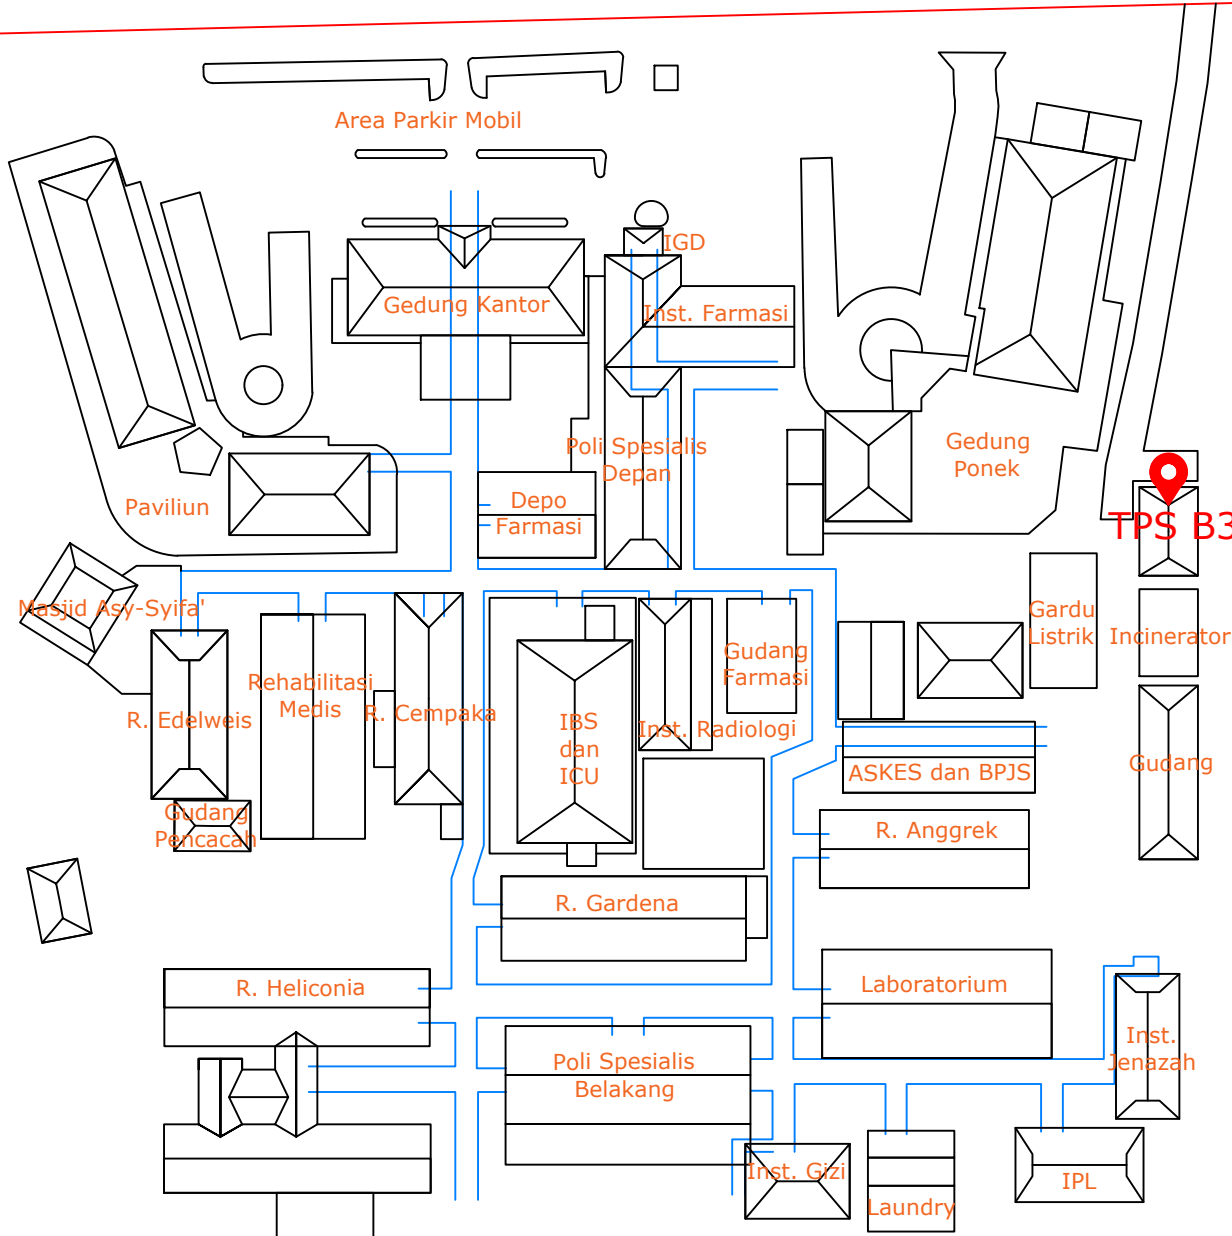 Area Parkir Mobil
IGD
Gedung Kantor
Inst. Farmasi
Poli Spesialis
Depan
Gedung
Ponek
Paviliun
Depo
Farmasi
TPS B3
Masjid Asy-Syifa'
Gardu
Listrik
Incinerator
Rehabilitasi
Medis
Gudang
Farmasi
R. Edelweis
R. Cempaka
IBS
dan
ICU
Inst. Radiologi
ASKES dan BPJS
Gudang
Gudang
Pencacah
R. Anggrek
R. Gardena
R. Heliconia
Laboratorium
Inst.
Jenazah
Poli Spesialis
Belakang
Inst. Gizi
Laundry
IPL